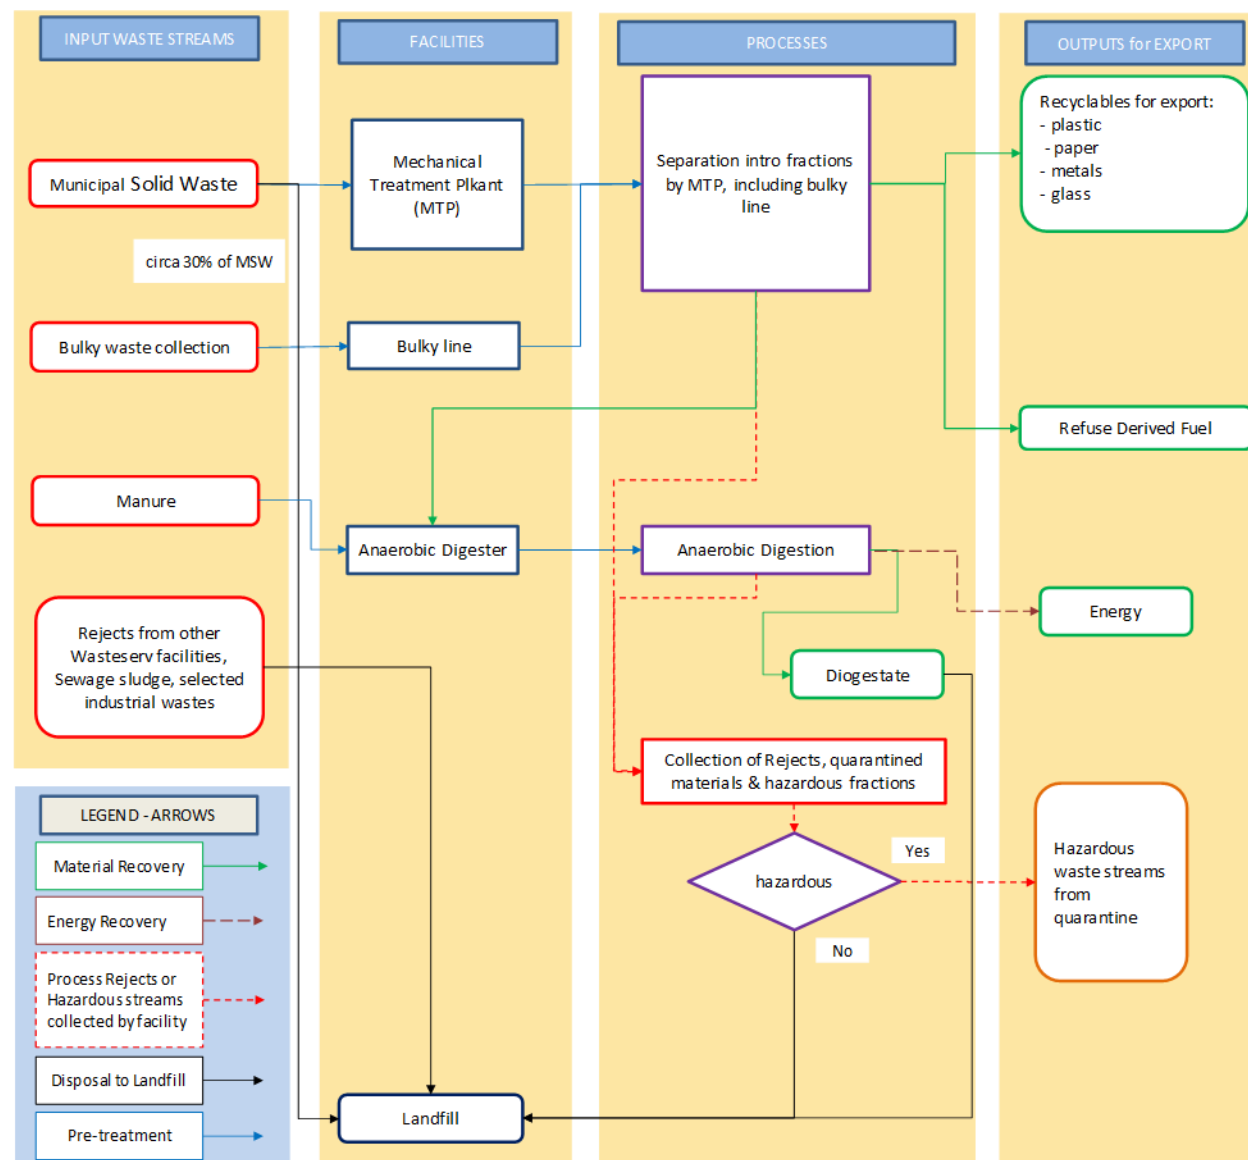 INPUT WASTE STREAMS
FACILITIES
PROCESSES
OUTPUTS for EXPORT
Municipal Solid Waste
circa 30% of MSW
Bulky waste collection
Manure
Rejects from other
Wasteserv facilities,
Sewage sludge, selected
industrial wastes
Mechanical
Treatment Plkant
(MTP)
Bulky line
Anaerobic Digester
Landfill
Separation intro fractions
by MTP, including bulky
line
Anaerobic Digestion
Diogestate
Collection of Rejects, quarantined
materials & hazardous fractions
hazardous
Yes
No
Recyclables for export:
- plastic
- paper
- metals
- glass
Refuse Derived Fuel
Energy
Hazardous
waste streams
from
quarantine
LEGEND - ARROWS
Material Recovery
Energy Recovery
Process Rejects or
Hazardous streams
collected by facility
Disposal to Landfill
Pre-treatment